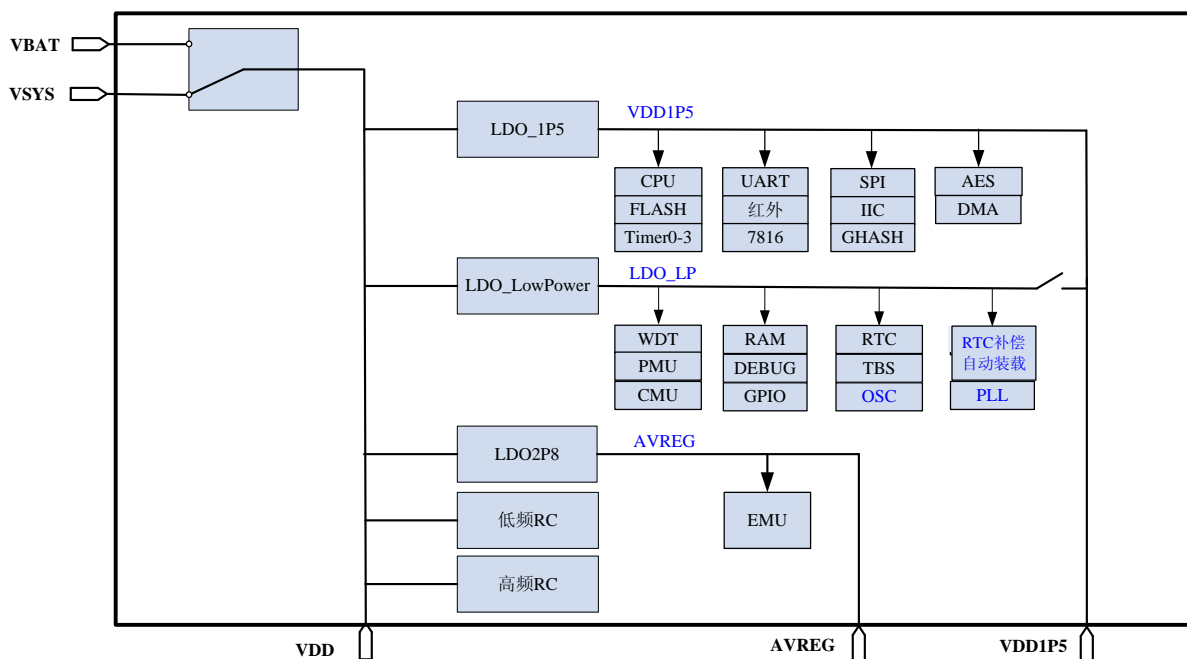 VBAT
VSYS
LDO_1P5
VDD1P5
CPU
FLASH
Timer0-3
UART
红外
7816
SPI
IIC
GHASH
AES
DMA
LDO_LowPower
LDO_LP
WDT
PMU
CMU
RAM
DEBUG
GPIO
RTC
TBS
OSC
RTC补偿
自动装载
PLL
LDO2P8
AVREG
EMU
低频RC
高频RC
VDD
AVREG
VDD1P5